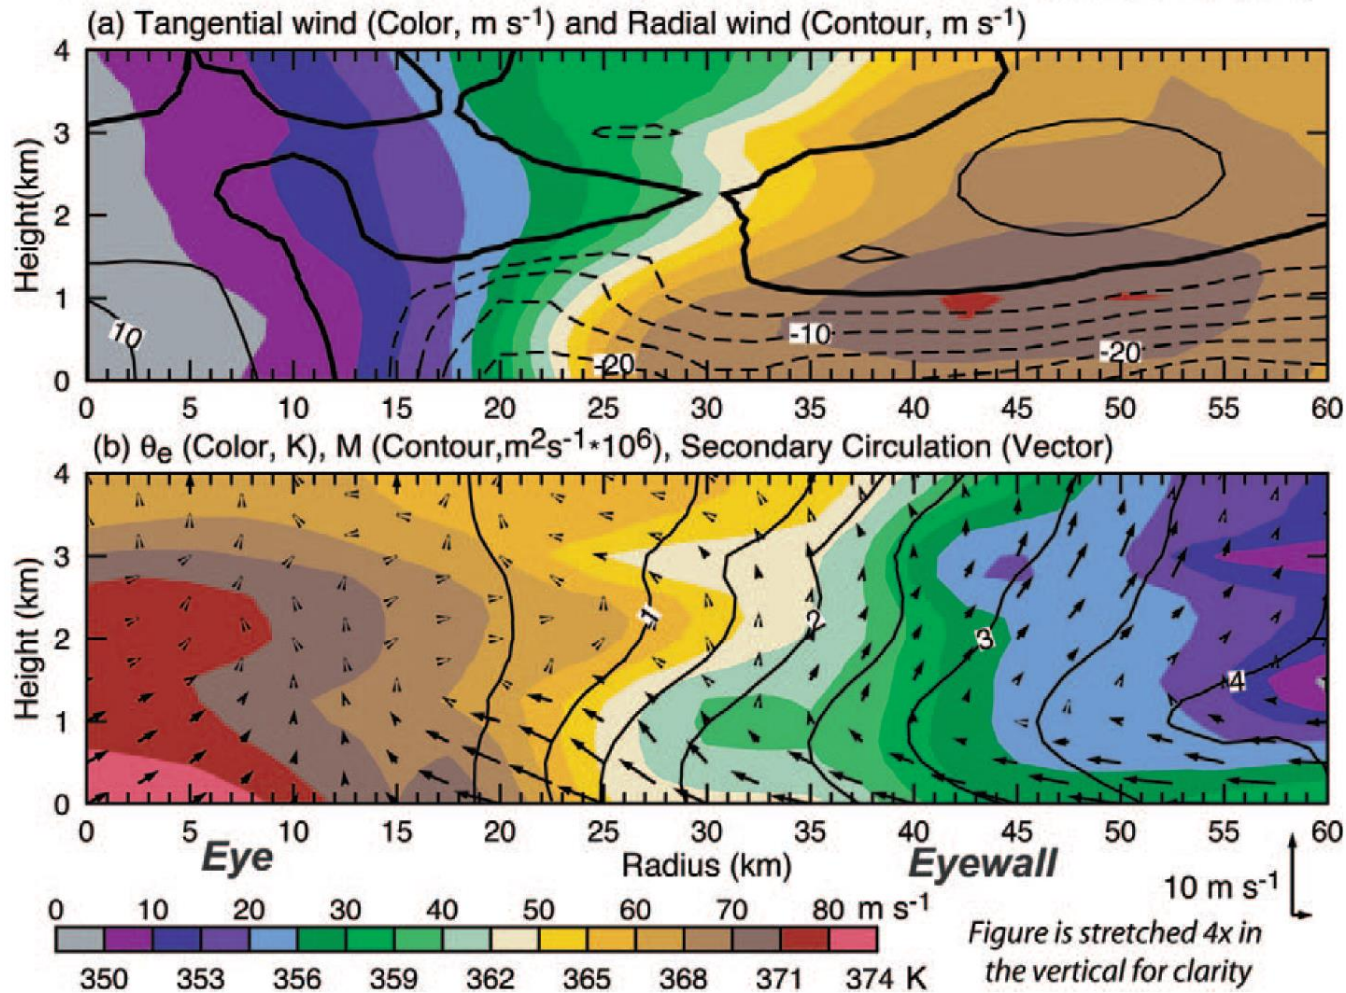 (a) Tangential wind (Color, m s-1) and Radial wind (Contour, m s-1)
4
3
2
1
0
Height(km)
10
-20
-10
-20
0 5 10 15 20 25 30 35 40 45 50 55 60
(b) θe (Color, K), M (Contour,m2s-1*106), Secondary Circulation (Vector)
4
3
2
1
0
Height (km)
1
2
3
4
0 5 10 15 20 25 30 35 40 45 50 55 60
Eye
Radius (km)
Eyewall
10 m s-1
0 10 20 30 40 50 60 70 80 m s-1
350 353 356 359 362 365 368 371 374 K
Figure is stretched 4x in
the vertical for clarity